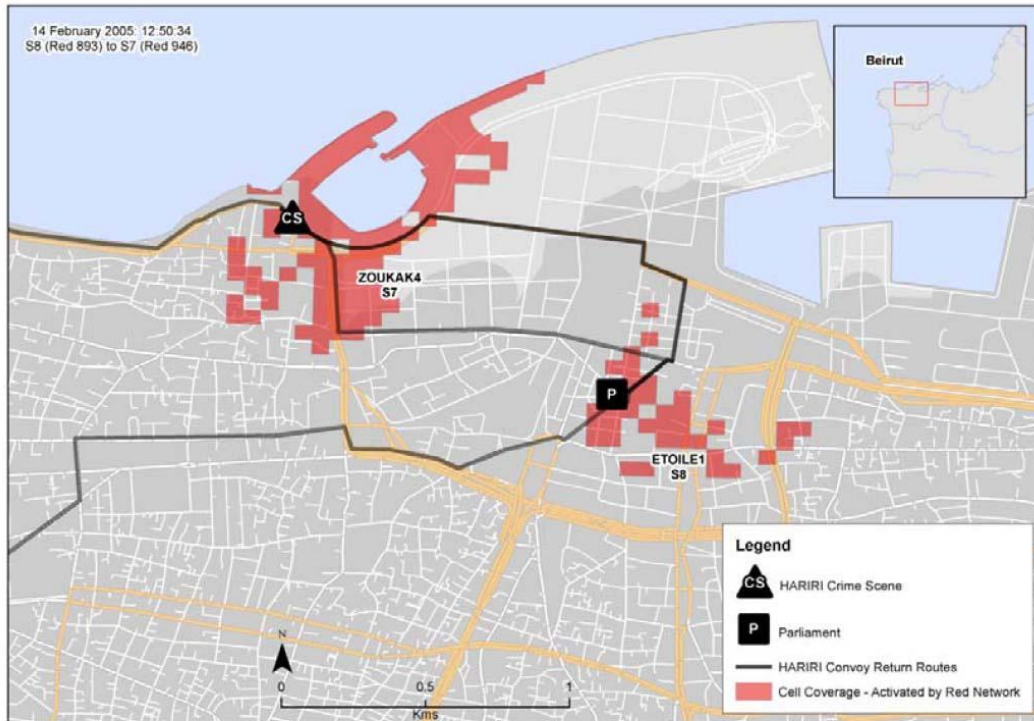 14 February 2005: 12:50:34
S8 (Red 893) to S7 (Red 946)
Beirut
CS
ZOUKAK4
S7
P
ETOILE1
S8
Legend
CS HARIRI Crime Scene
P Parliament
HARIRI Convoy Return Routes
Cell Coverage - Activated by Red Network
N
0 0.5 1
Kms